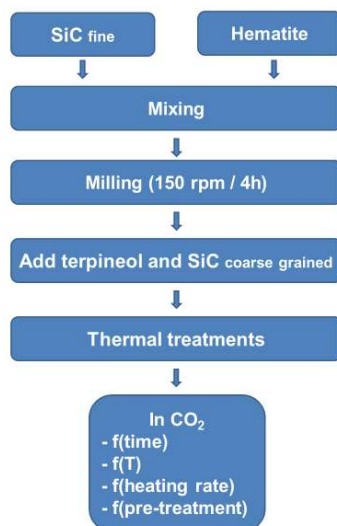 SiC fine
Hematite
Mixing
Milling (150 rpm / 4h)
Add terpineol and SiC coarse grained
Thermal treatments
In CO₂
- f(time)
- f(T)
- f(heating rate)
- f(pre-treatment)